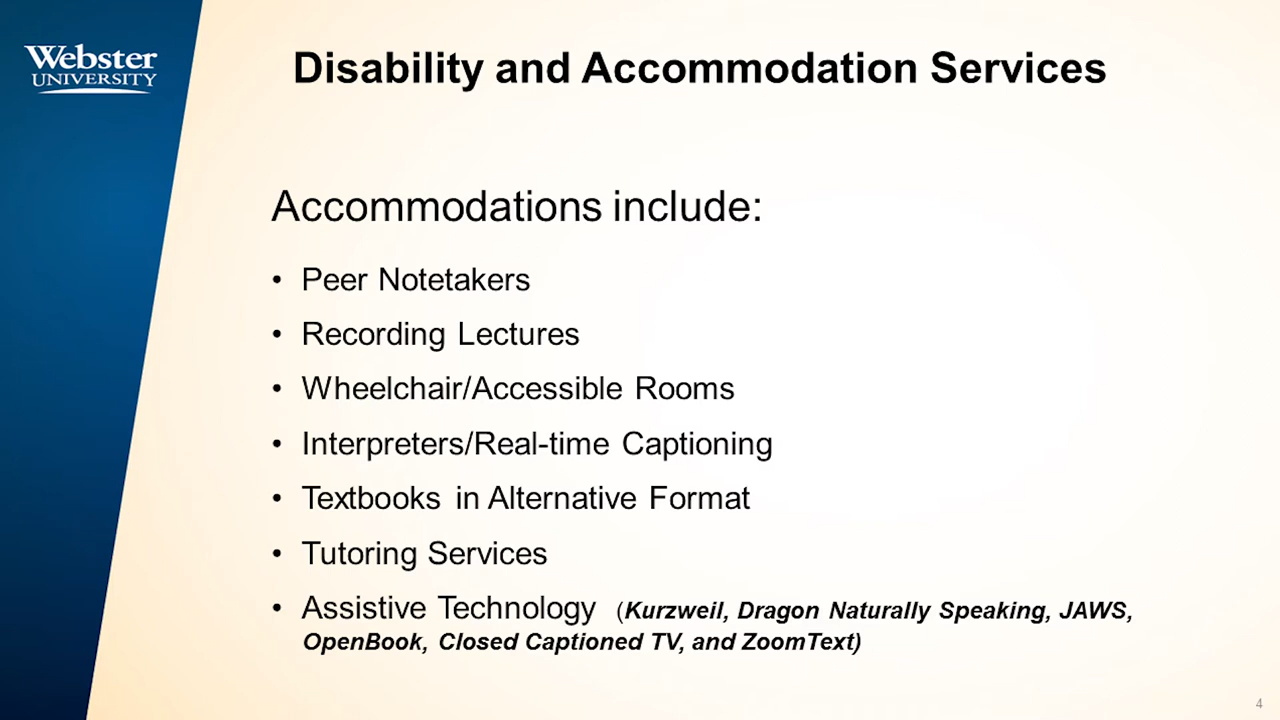 Webster
UNIVERSITY
Disability and Accommodation Services
Accommodations include:
• Peer Notetakers
• Recording Lectures
• Wheelchair/Accessible Rooms
• Interpreters/Real-time Captioning
• Textbooks in Alternative Format
• Tutoring Services
• Assistive Technology (Kurzweil, Dragon Naturally Speaking, JAWS,
OpenBook, Closed Captioned TV, and ZoomText)
4